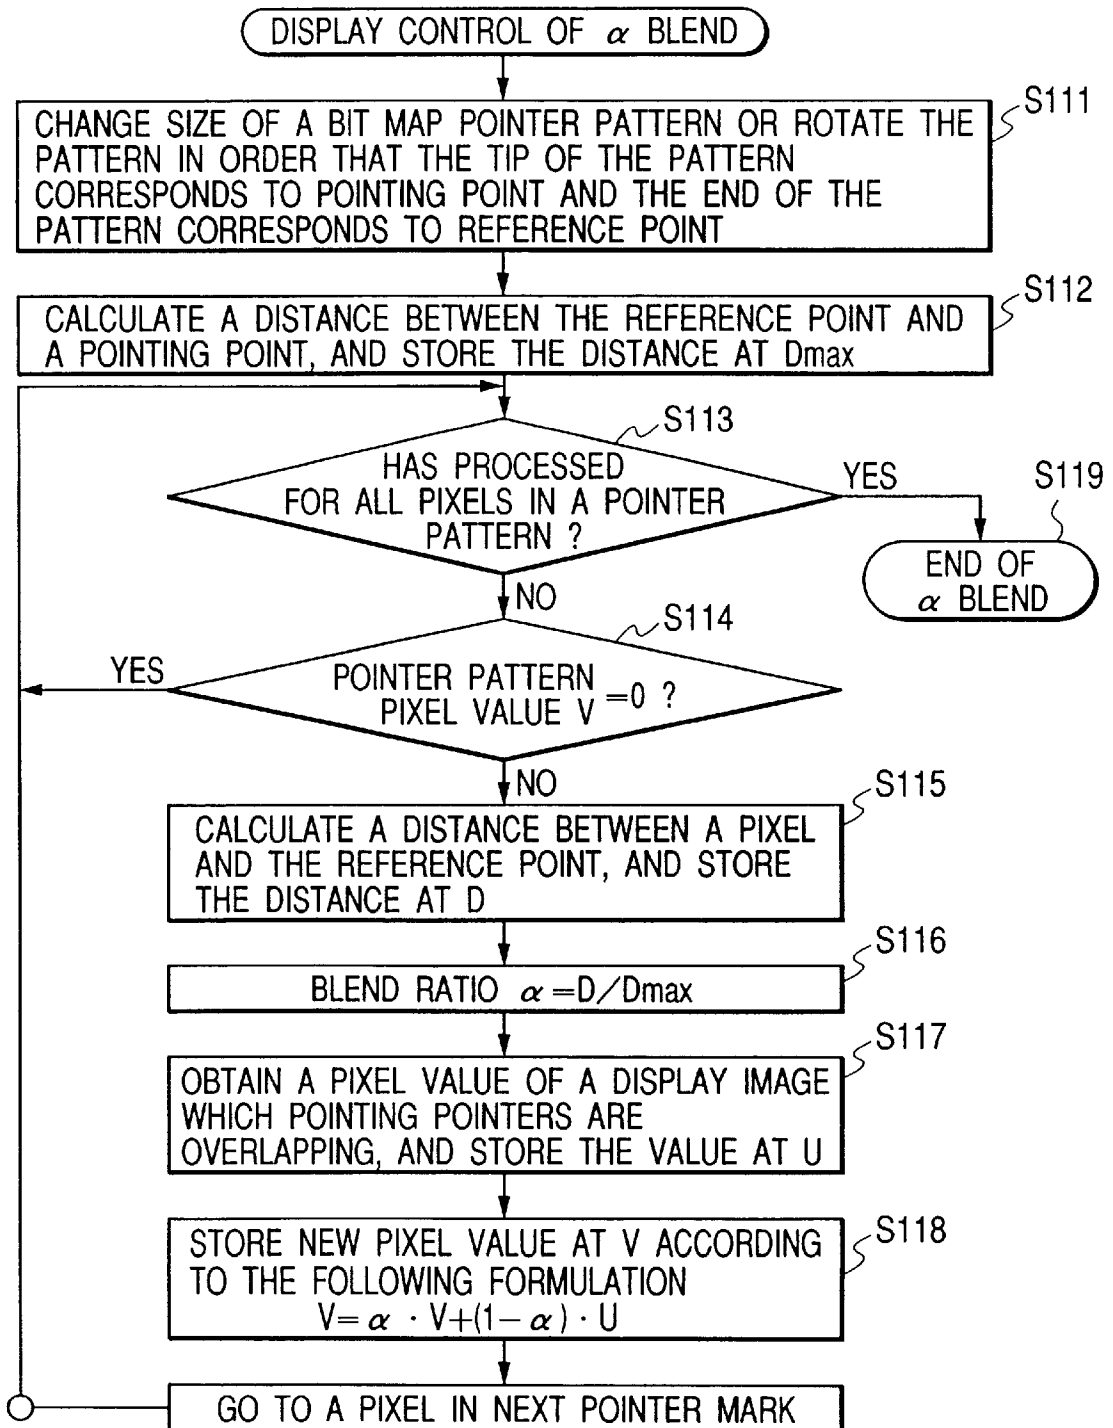 DISPLAY CONTROL OF α BLEND
S111
CHANGE SIZE OF A BIT MAP POINTER PATTERN OR ROTATE THE
PATTERN IN ORDER THAT THE TIP OF THE PATTERN
CORRESPONDS TO POINTING POINT AND THE END OF THE
PATTERN CORRESPONDS TO REFERENCE POINT
S112
CALCULATE A DISTANCE BETWEEN THE REFERENCE POINT AND
A POINTING POINT, AND STORE THE DISTANCE AT Dmax
S113
HAS PROCESSED
FOR ALL PIXELS IN A POINTER
PATTERN ?
YES
S119
END OF
α BLEND
NO
S114
YES
POINTER PATTERN
PIXEL VALUE V =0 ?
NO
S115
CALCULATE A DISTANCE BETWEEN A PIXEL
AND THE REFERENCE POINT, AND STORE
THE DISTANCE AT D
S116
BLEND RATIO α=D/Dmax
S117
OBTAIN A PIXEL VALUE OF A DISPLAY IMAGE
WHICH POINTING POINTERS ARE
OVERLAPPING, AND STORE THE VALUE AT U
S118
STORE NEW PIXEL VALUE AT V ACCORDING
TO THE FOLLOWING FORMULATION
V=α · V+(1-α) · U
GO TO A PIXEL IN NEXT POINTER MARK